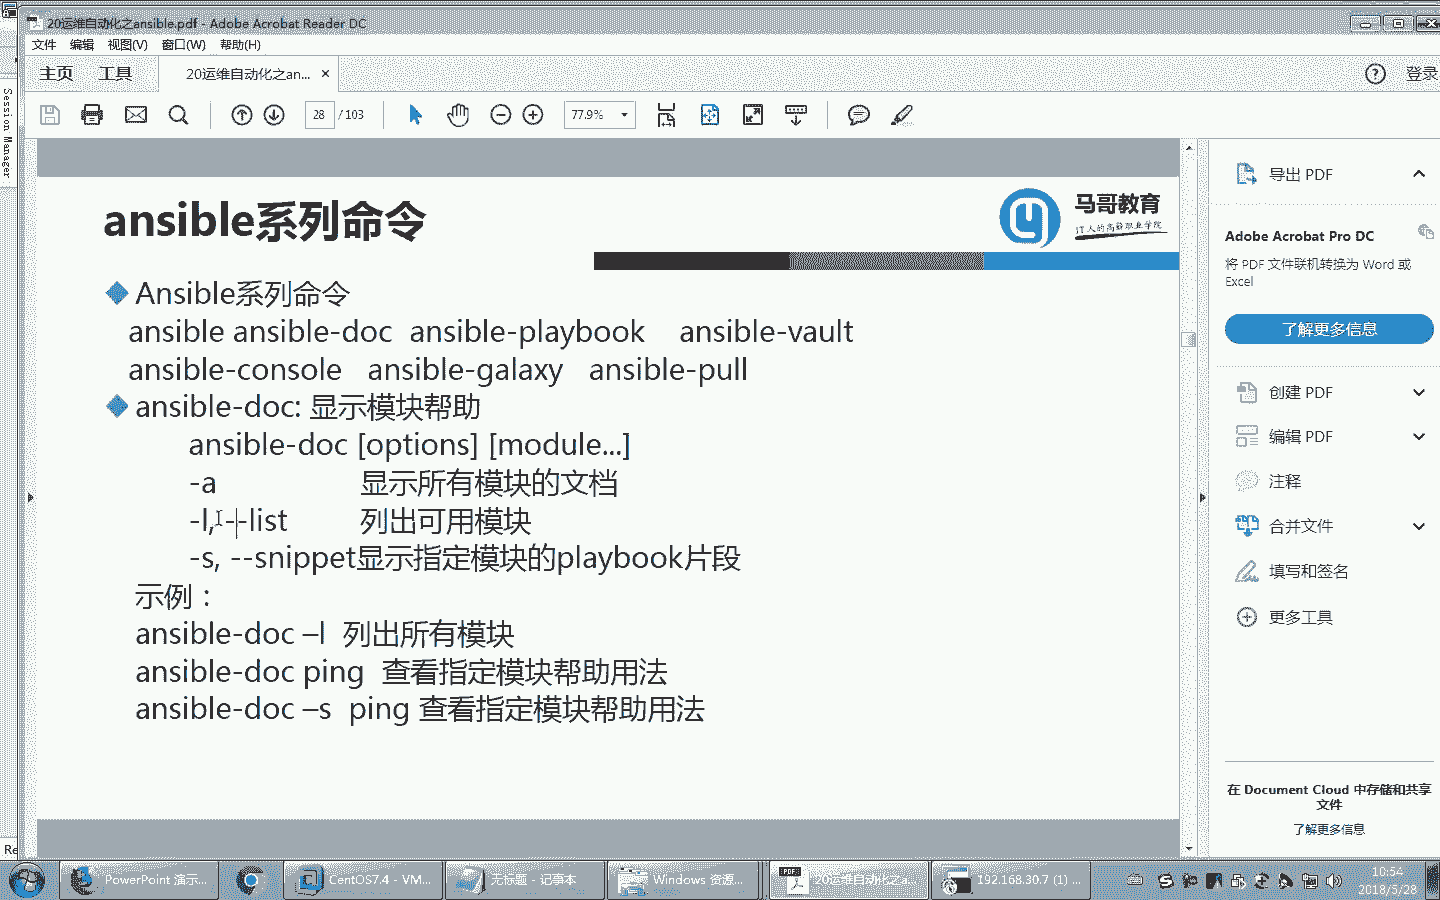 20运维自动化之ansible.pdf - Adobe Acrobat Reader DC
文件 编辑 视图(V) 窗口(W) 帮助(H)
主页 工具 20运维自动化之an... × ? 登录
28 / 103 77.9%
Session Manager
ansible系列命令
马哥教育
IT人的高薪职业学院
Ansible系列命令
ansible ansible-doc ansible-playbook ansible-vault
ansible-console ansible-galaxy ansible-pull
ansible-doc: 显示模块帮助
ansible-doc [options] [module...]
-a 显示所有模块的文档
-l, --list 列出可用模块
-s, --snippet显示指定模块的playbook片段
示例：
ansible-doc –l 列出所有模块
ansible-doc ping 查看指定模块帮助用法
ansible-doc –s ping 查看指定模块帮助用法
导出 PDF
Adobe Acrobat Pro DC
将 PDF 文件联机转换为 Word 或
Excel
了解更多信息
创建 PDF
编辑 PDF
注释
合并文件
填写和签名
更多工具
在 Document Cloud 中存储和共享
文件
了解更多信息
Re
PowerPoint 演示... CentOS7.4 - VM... 无标题 - 记事本 Windows 资源... 20运维自动化之a... 192.168.30.7 (1) ...
10:54
2018/5/28